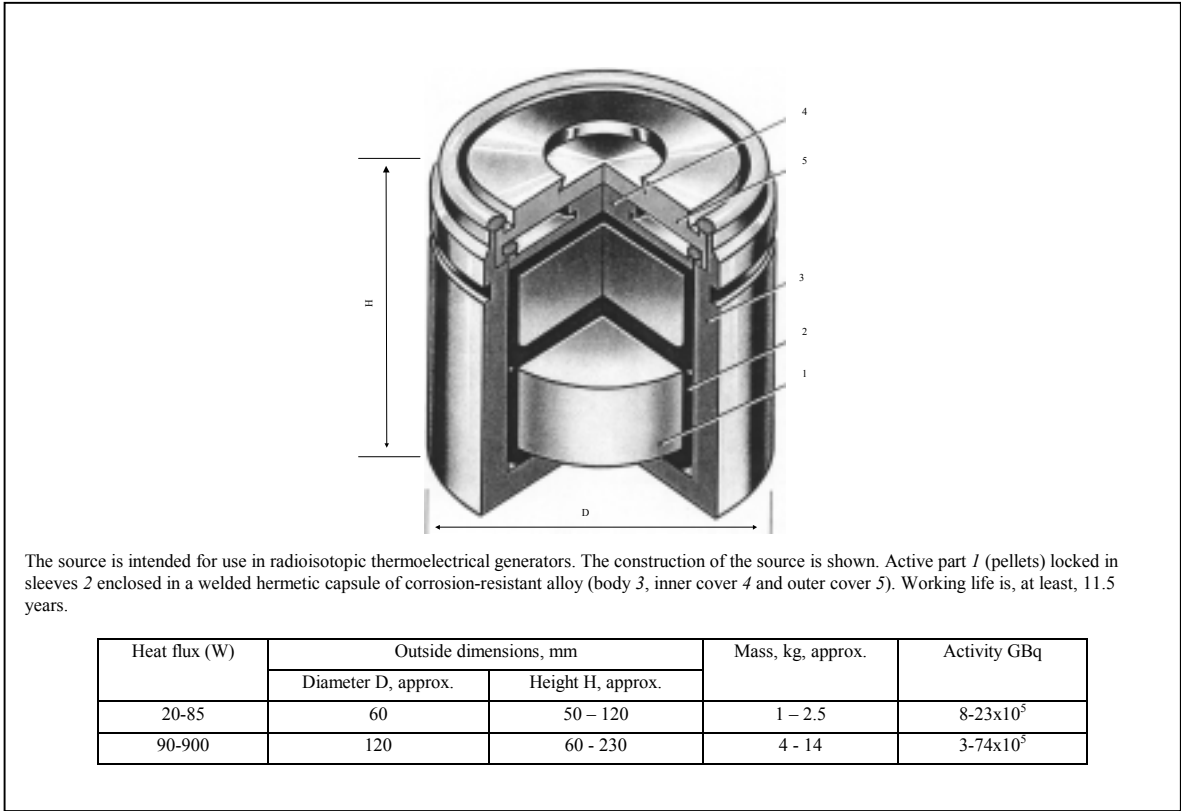 4
5
3
2
1
H
D
The source is intended for use in radioisotopic thermoelectrical generators. The construction of the source is shown. Active part 1 (pellets) locked in
sleeves 2 enclosed in a welded hermetic capsule of corrosion-resistant alloy (body 3, inner cover 4 and outer cover 5). Working life is, at least, 11.5
years.
Heat flux (W) Outside dimensions, mm Mass, kg, approx. Activity GBq
Diameter D, approx. Height H, approx.
20-85 60 50 – 120 1 – 2.5 8-23x10⁵
90-900 120 60 - 230 4 - 14 3-74x10⁵